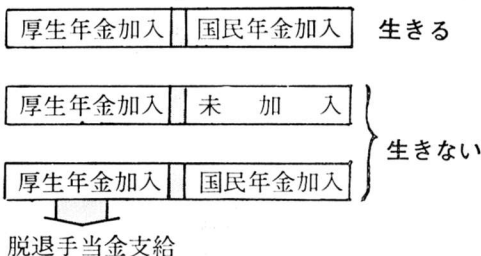 厚生年金加入 国民年金加入 生きる
厚生年金加入 未加入
生きない
厚生年金加入 国民年金加入
脱退手当金支給